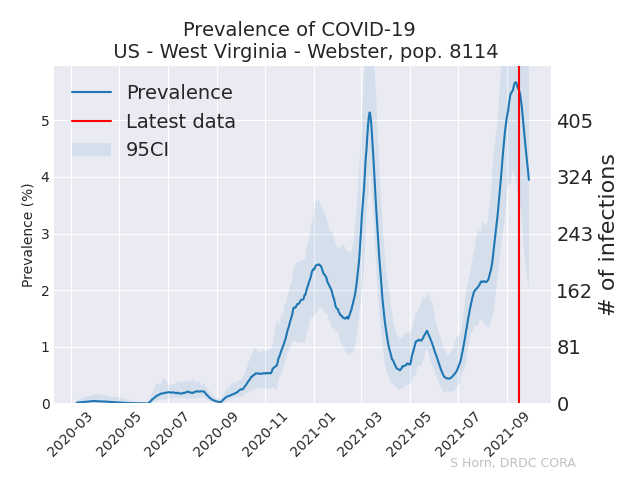 Prevalence of COVID-19
US - West Virginia - Webster, pop. 8114
Prevalence
Latest data
95CI
Prevalence (%)
5
4
3
2
1
0
405
324
243
162
81
0
# of infections
2020-03
2020-05
2020-07
2020-09
2020-11
2021-01
2021-03
2021-05
2021-07
2021-09
S Horn, DRDC CORA